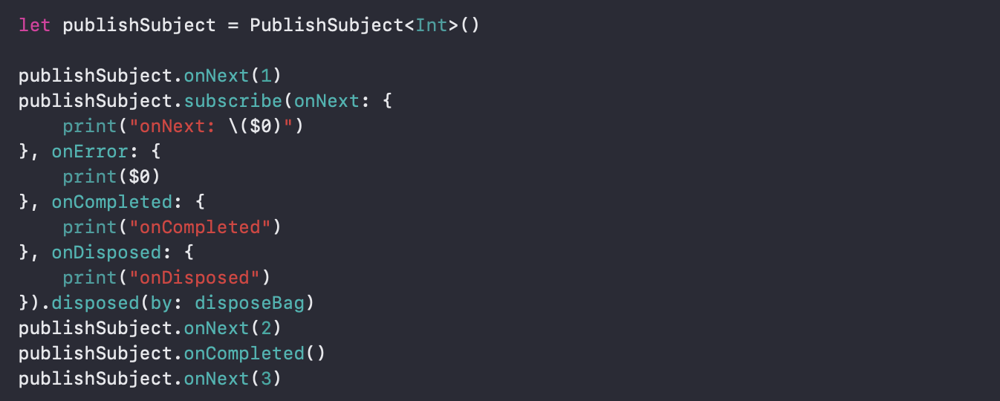 let publishSubject = PublishSubject<Int>()

publishSubject.onNext(1)
publishSubject.subscribe(onNext: {
    print("onNext: \($0)")
}, onError: {
    print($0)
}, onCompleted: {
    print("onCompleted")
}, onDisposed: {
    print("onDisposed")
}).disposed(by: disposeBag)
publishSubject.onNext(2)
publishSubject.onCompleted()
publishSubject.onNext(3)